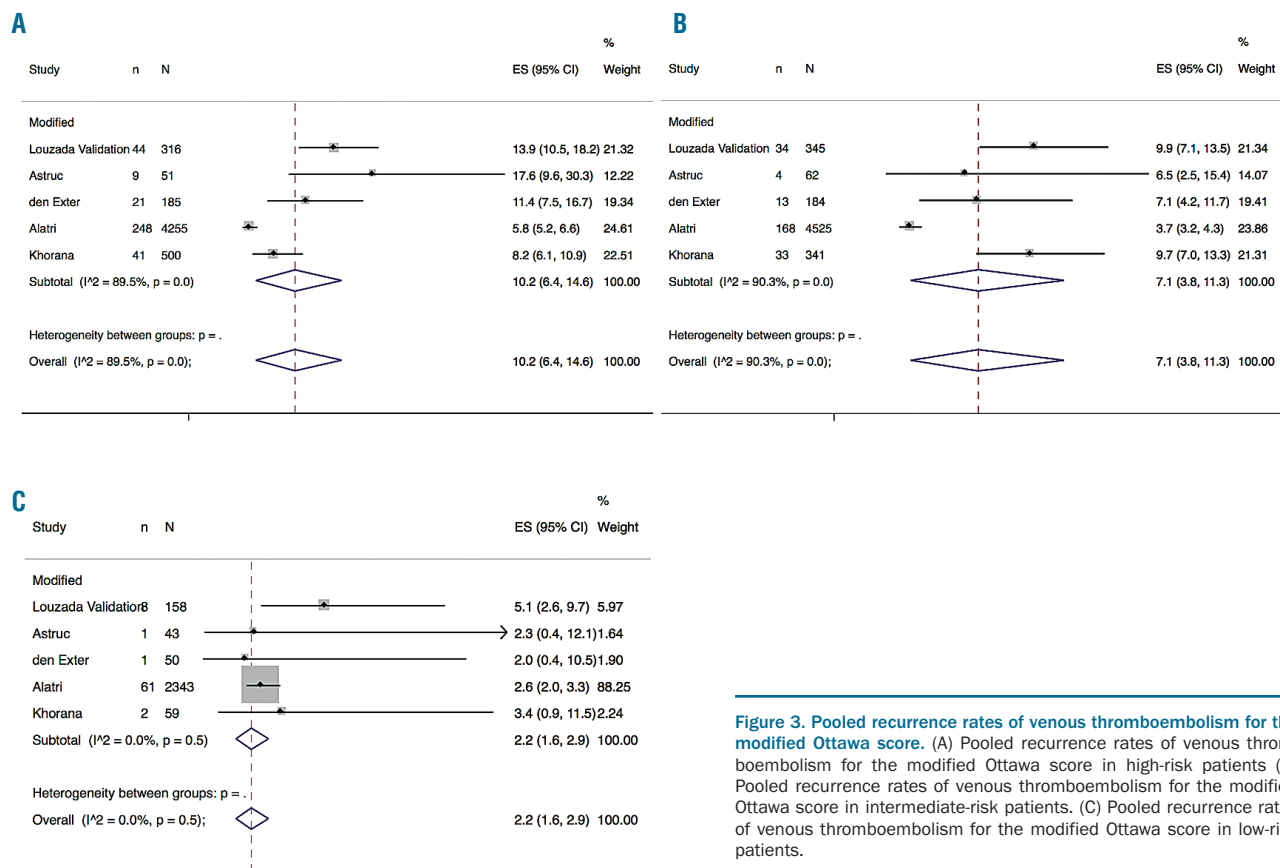 A
%
Study n N ES (95% CI) Weight
Modified
Louzada Validation 44 316 13.9 (10.5, 18.2) 21.32
Astruc 9 51 17.6 (9.6, 30.3) 12.22
den Exter 21 185 11.4 (7.5, 16.7) 19.34
Alatri 248 4255 5.8 (5.2, 6.6) 24.61
Khorana 41 500 8.2 (6.1, 10.9) 22.51
Subtotal (I^2 = 89.5%, p = 0.0) 10.2 (6.4, 14.6) 100.00
Heterogeneity between groups: p = .
Overall (I^2 = 89.5%, p = 0.0); 10.2 (6.4, 14.6) 100.00
B
%
Study n N ES (95% CI) Weight
Modified
Louzada Validation 34 345 9.9 (7.1, 13.5) 21.34
Astruc 4 62 6.5 (2.5, 15.4) 14.07
den Exter 13 184 7.1 (4.2, 11.7) 19.41
Alatri 168 4525 3.7 (3.2, 4.3) 23.86
Khorana 33 341 9.7 (7.0, 13.3) 21.31
Subtotal (I^2 = 90.3%, p = 0.0) 7.1 (3.8, 11.3) 100.00
Heterogeneity between groups: p = .
Overall (I^2 = 90.3%, p = 0.0); 7.1 (3.8, 11.3) 100.00
C
%
Study n N ES (95% CI) Weight
Modified
Louzada Validation 8 158 5.1 (2.6, 9.7) 5.97
Astruc 1 43 2.3 (0.4, 12.1) 1.64
den Exter 1 50 2.0 (0.4, 10.5) 1.90
Alatri 61 2343 2.6 (2.0, 3.3) 88.25
Khorana 2 59 3.4 (0.9, 11.5) 2.24
Subtotal (I^2 = 0.0%, p = 0.5) 2.2 (1.6, 2.9) 100.00
Heterogeneity between groups: p = .
Overall (I^2 = 0.0%, p = 0.5); 2.2 (1.6, 2.9) 100.00
Figure 3. Pooled recurrence rates of venous thromboembolism for
modified Ottawa score. (A) Pooled recurrence rates of venous throm
boembolism for the modified Ottawa score in high-risk patients (
Pooled recurrence rates of venous thromboembolism for the modifie
Ottawa score in intermediate-risk patients. (C) Pooled recurrence rat
of venous thromboembolism for the modified Ottawa score in low-ri
patients.